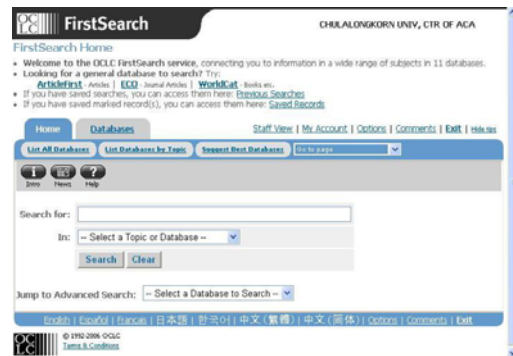 OCLC FirstSearch CHULALONGKORN UNIV, CTR OF ACA
FirstSearch Home
• Welcome to the OCLC FirstSearch service, connecting you to information in a wide range of subjects in 11 databases.
• Looking for a general database to search? Try:
ArticleFirst - Articles | ECO - Journal Articles | WorldCat - Books etc.
• If you have saved searches, you can access them here: Previous Searches
• If you have saved marked record(s), you can access them here: Saved Records
Home Databases Staff View | My Account | Options | Comments | Exit | Hide tips
List All Databases List Databases by Topic Suggest Best Databases Go to page
Intro News Help
Search for:
In: -- Select a Topic or Database --
Search Clear
Jump to Advanced Search: -- Select a Database to Search --
English | Español | Français | 日本語 | 한국어 | 中文(繁體) | 中文(简体) | Options | Comments | Exit
OCLC © 1992-2006 OCLC
Terms & Conditions